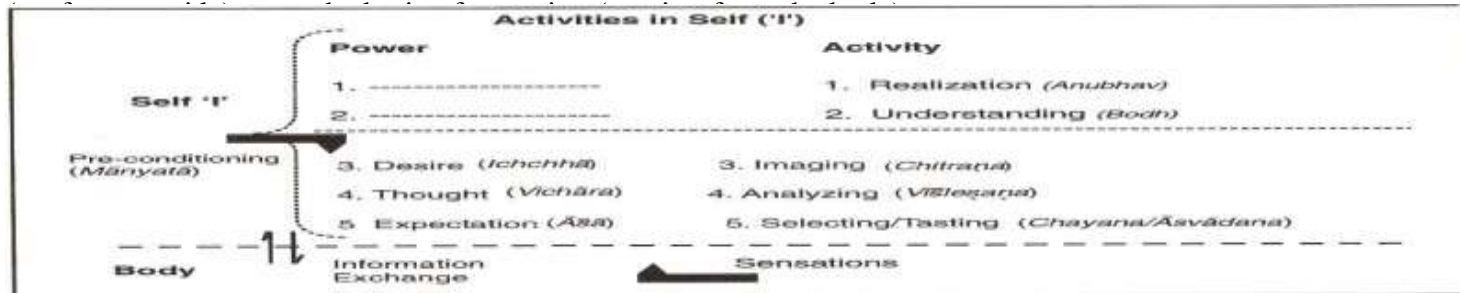 Activities in Self ('I')
Power Activity
1. ------------------------ 1. Realization (Anubhav)
Self 'I'
2. ------------------------ 2. Understanding (Bodh)
Pre-conditioning
(Mānyatā)
3. Desire (Ichchhā) 3. Imaging (Chitraṇa)
4. Thought (Vichāra) 4. Analyzing (Viśleṣaṇa)
5 Expectation (Āśā) 5. Selecting/Tasting (Chayana/Āsvādana)
Body
Information
Exchange
Sensations